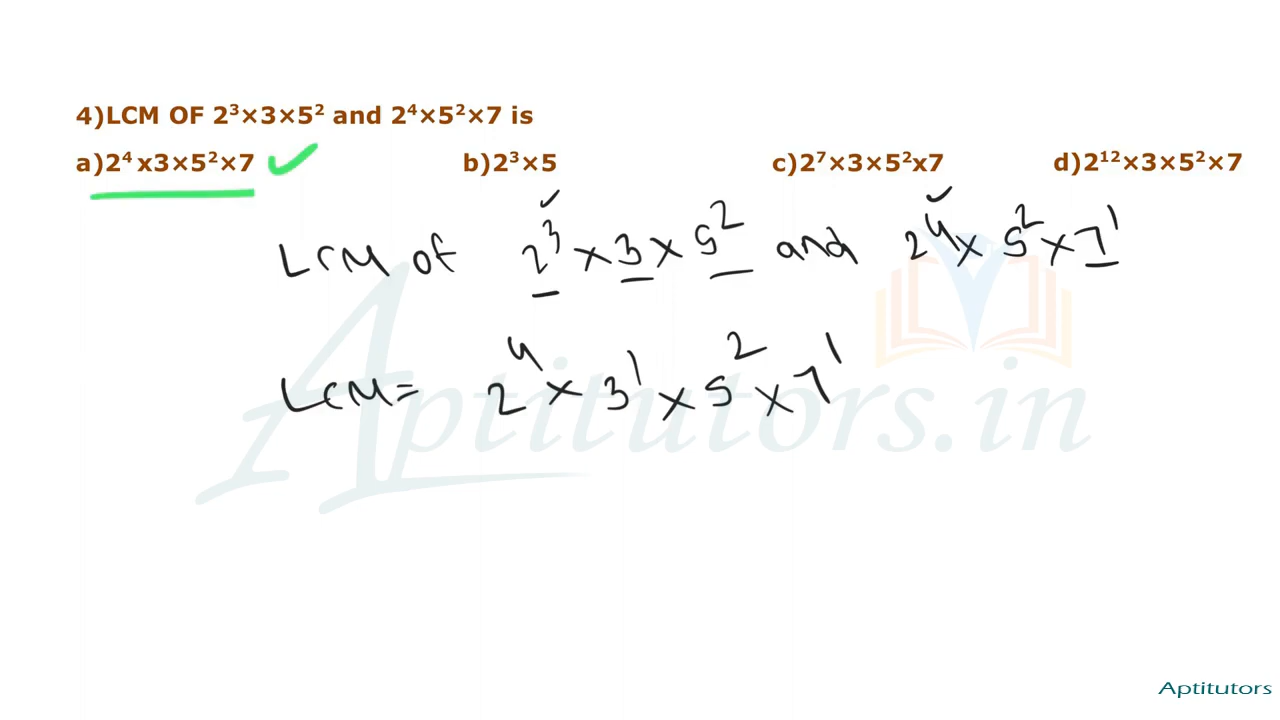 4)LCM OF 2³×3×5² and 2⁴×5²×7 is
a)2⁴ x3×5²×7 b)2³×5 c)2⁷×3×5²x7 d)2¹²×3×5²×7
LCM of 2³ × 3 × 5² and 2⁴ × 5² × 7¹
LCM = 2⁴ × 3¹ × 5² × 7¹
Aptitutors.in
Aptitutors